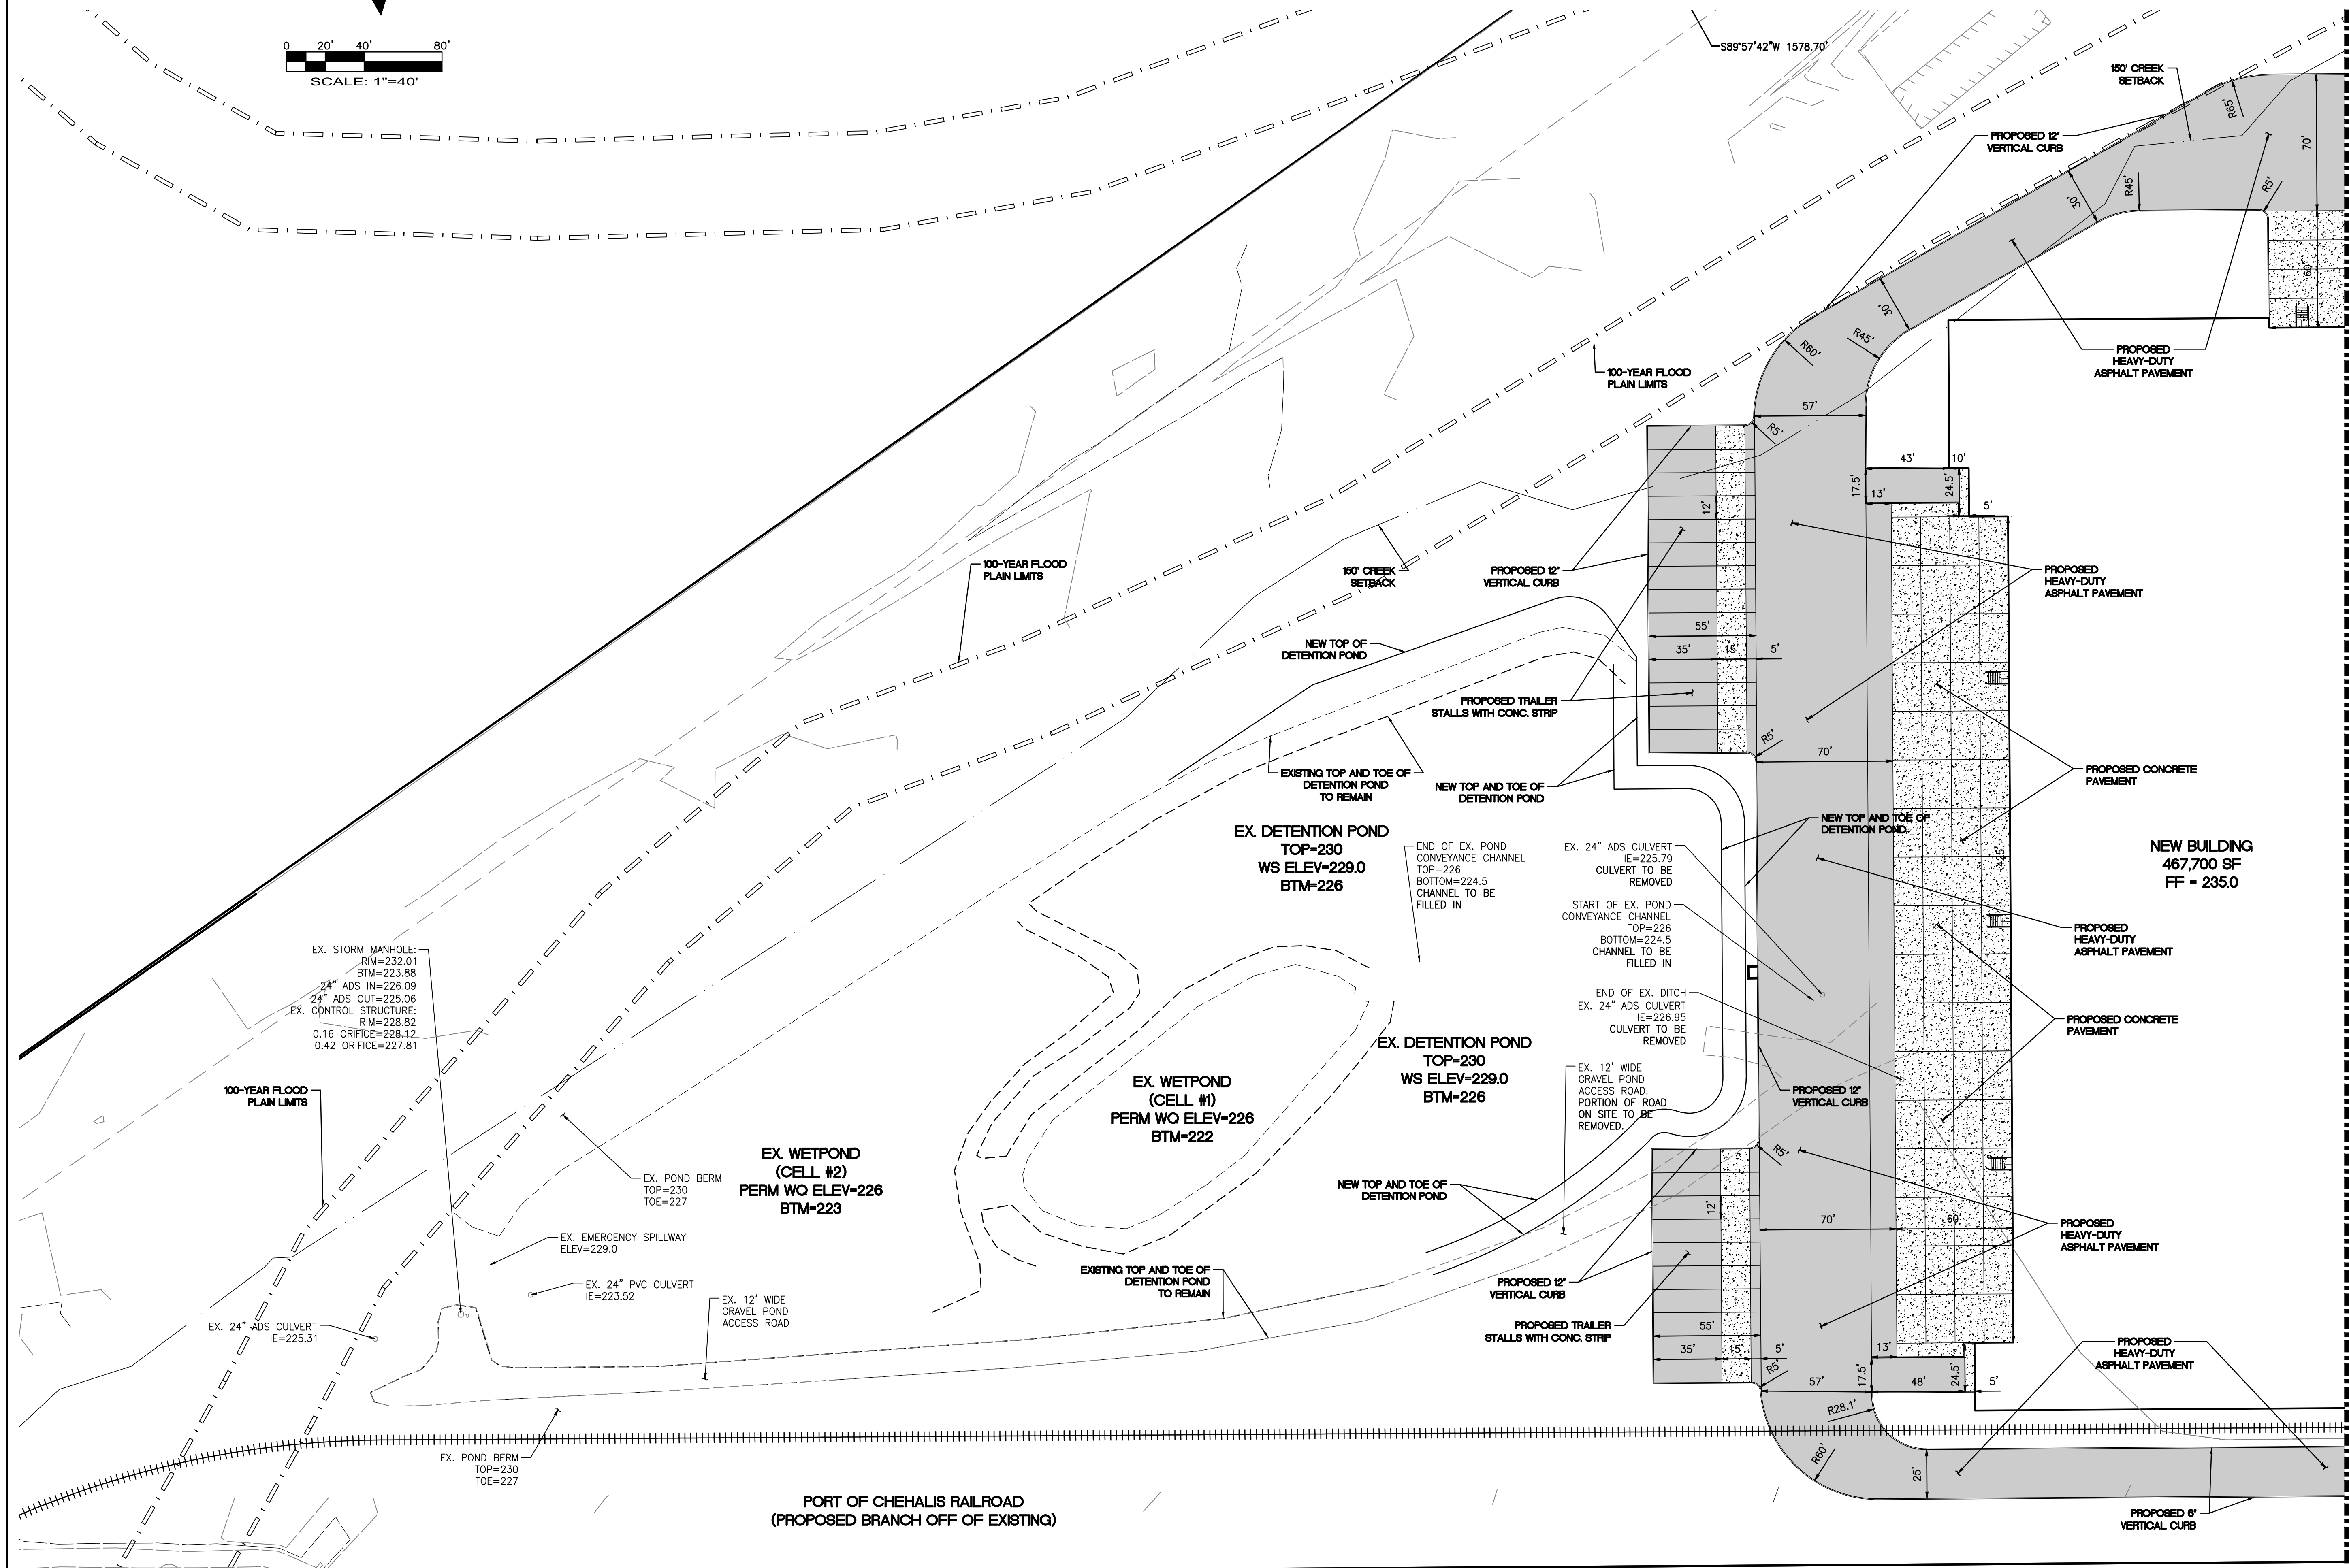 0 20' 40' 80'
SCALE: 1"=40'
S89°57'42"W 1578.70'
150' CREEK
SETBACK
R65'
70'
PROPOSED 12"
VERTICAL CURB
R45'
R5'
30'
60'
30'
R45'
R60'
PROPOSED
HEAVY-DUTY
ASPHALT PAVEMENT
100-YEAR FLOOD
PLAIN LIMITS
57'
R5'
43'
10'
17.5'
24.5'
13'
5'
12'
100-YEAR FLOOD
PLAIN LIMITS
150' CREEK
SETBACK
PROPOSED 12"
VERTICAL CURB
PROPOSED
HEAVY-DUTY
ASPHALT PAVEMENT
NEW TOP OF
DETENTION POND
55'
35'
15'
5'
PROPOSED TRAILER
STALLS WITH CONC. STRIP
R5'
70'
EXISTING TOP AND TOE OF
DETENTION POND
TO REMAIN
NEW TOP AND TOE OF
DETENTION POND
PROPOSED CONCRETE
PAVEMENT
NEW TOP AND TOE OF
DETENTION POND
EX. DETENTION POND
TOP=230
WS ELEV=229.0
BTM=226
END OF EX. POND
CONVEYANCE CHANNEL
TOP=226
BOTTOM=224.5
CHANNEL TO BE
FILLED IN
EX. 24" ADS CULVERT
IE=225.79
CULVERT TO BE
REMOVED
425'
NEW BUILDING
467,700 SF
FF = 235.0
START OF EX. POND
CONVEYANCE CHANNEL
TOP=226
BOTTOM=224.5
CHANNEL TO BE
FILLED IN
PROPOSED
HEAVY-DUTY
ASPHALT PAVEMENT
EX. STORM MANHOLE:
RIM=232.01
BTM=223.88
24" ADS IN=226.09
24" ADS OUT=225.06
EX. CONTROL STRUCTURE:
RIM=228.82
0.16 ORIFICE=228.12
0.42 ORIFICE=227.81
END OF EX. DITCH
EX. 24" ADS CULVERT
IE=226.95
CULVERT TO BE
REMOVED
PROPOSED CONCRETE
PAVEMENT
EX. DETENTION POND
TOP=230
WS ELEV=229.0
BTM=226
EX. 12' WIDE
GRAVEL POND
ACCESS ROAD.
PORTION OF ROAD
ON SITE TO BE
REMOVED.
EX. WETPOND
(CELL #1)
PERM WQ ELEV=226
BTM=222
100-YEAR FLOOD
PLAIN LIMITS
PROPOSED 12"
VERTICAL CURB
EX. WETPOND
(CELL #2)
PERM WQ ELEV=226
BTM=223
EX. POND BERM
TOP=230
TOE=227
R5'
NEW TOP AND TOE OF
DETENTION POND
12'
70'
60'
PROPOSED
HEAVY-DUTY
ASPHALT PAVEMENT
EX. EMERGENCY SPILLWAY
ELEV=229.0
EXISTING TOP AND TOE OF
DETENTION POND
TO REMAIN
PROPOSED 12"
VERTICAL CURB
EX. 24" PVC CULVERT
IE=223.52
EX. 12' WIDE
GRAVEL POND
ACCESS ROAD
EX. 24" ADS CULVERT
IE=225.31
PROPOSED TRAILER
STALLS WITH CONC. STRIP
55'
35'
15'
5'
R5'
13'
17.5'
24.5'
57'
48'
5'
PROPOSED
HEAVY-DUTY
ASPHALT PAVEMENT
R28.1'
R60'
25'
EX. POND BERM
TOP=230
TOE=227
PORT OF CHEHALIS RAILROAD
(PROPOSED BRANCH OFF OF EXISTING)
PROPOSED 6"
VERTICAL CURB